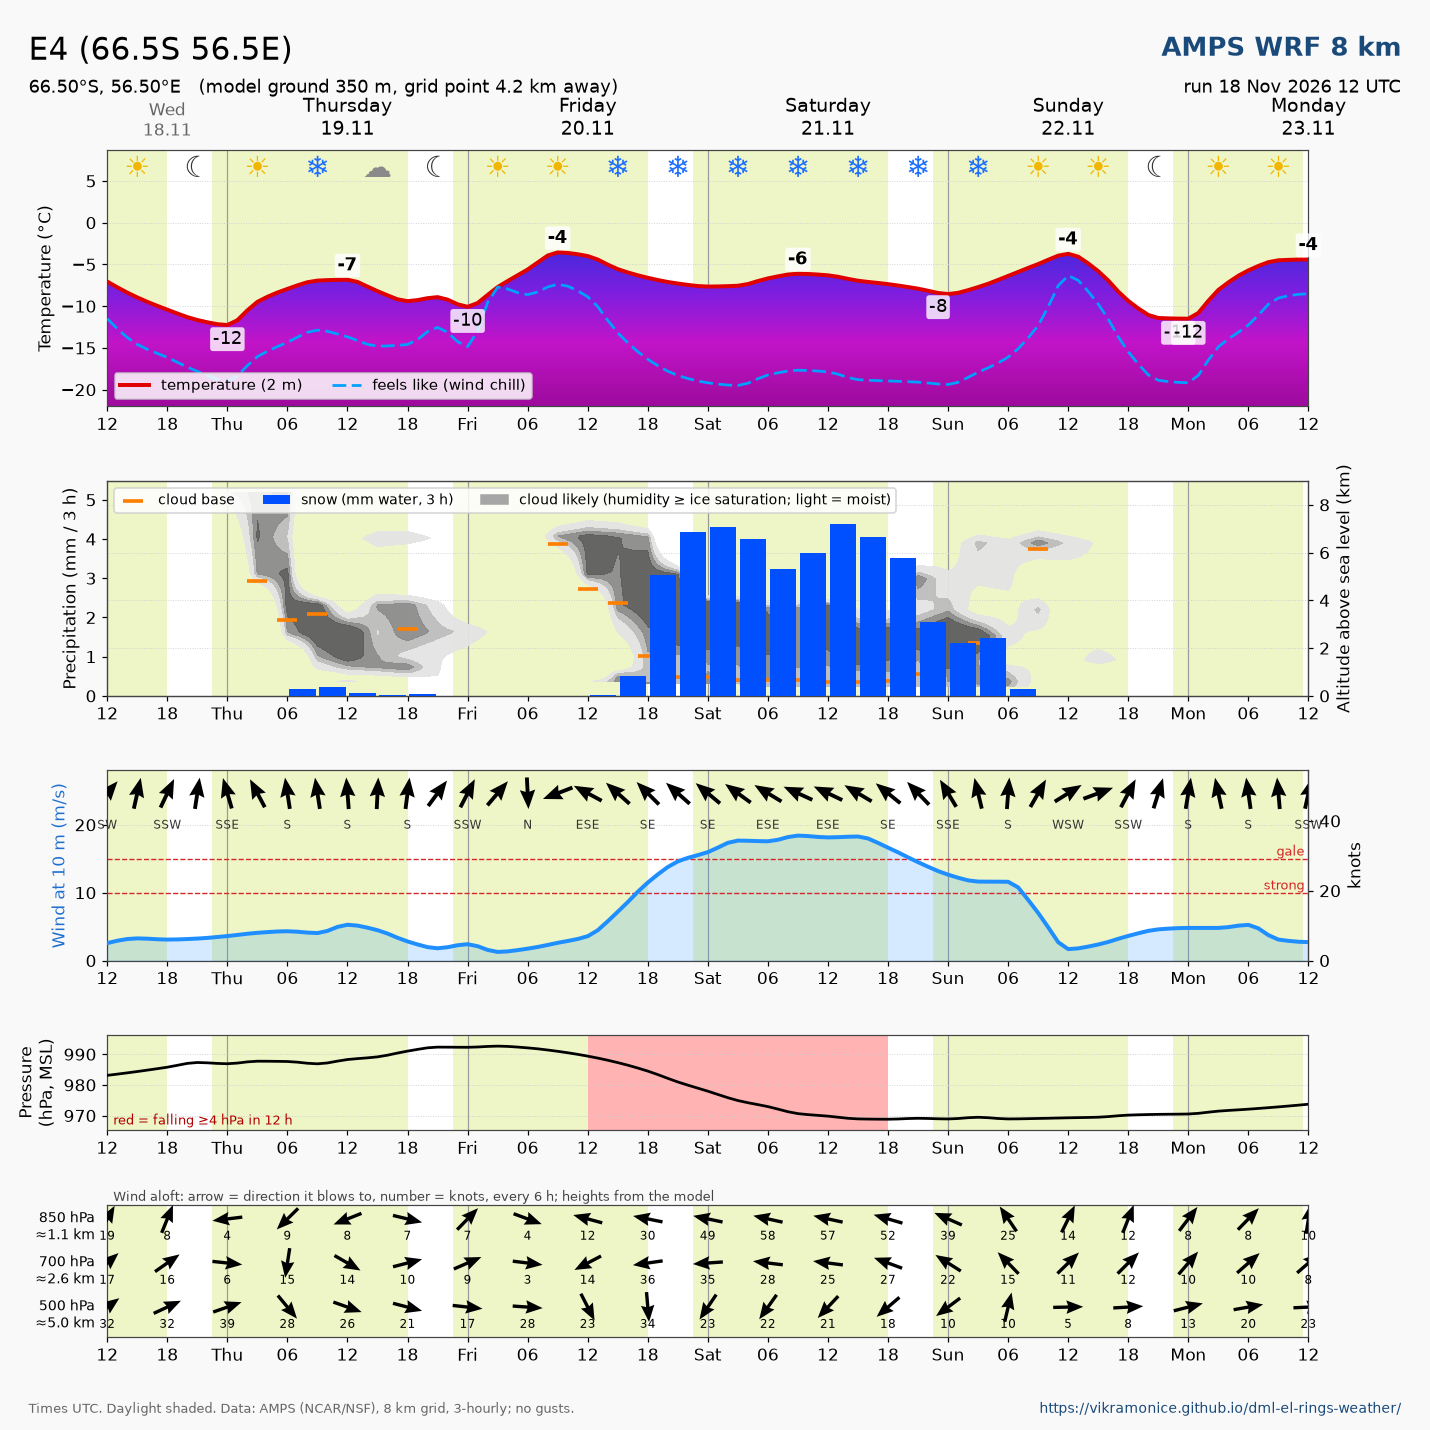 E4 (66.5S 56.5E)
AMPS WRF 8 km
66.50°S, 56.50°E (model ground 350 m, grid point 4.2 km away)
run 18 Nov 2026 12 UTC
Wed Thursday Friday Saturday Sunday Monday
18.11 19.11 20.11 21.11 22.11 23.11
Temperature (°C)
5
0
−5
−10
−15
−20
-12 -7 -10 -4 -6 -8 -4 -12 -4
temperature (2 m) feels like (wind chill)
12 18 Thu 06 12 18 Fri 06 12 18 Sat 06 12 18 Sun 06 12 18 Mon 06 12
Precipitation (mm / 3 h)
5
4
3
2
1
0
cloud base snow (mm water, 3 h) cloud likely (humidity ≥ ice saturation; light = moist)
8
6
4
2
0
Altitude above sea level (km)
12 18 Thu 06 12 18 Fri 06 12 18 Sat 06 12 18 Sun 06 12 18 Mon 06 12
Wind at 10 m (m/s)
20
10
0
SW SSW SSE S S S SSW N ESE SE SE ESE ESE SE SSE S WSW SSW S S SSW
gale
strong
40
20
0
knots
12 18 Thu 06 12 18 Fri 06 12 18 Sat 06 12 18 Sun 06 12 18 Mon 06 12
Pressure
(hPa, MSL)
990
980
970
red = falling ≥4 hPa in 12 h
12 18 Thu 06 12 18 Fri 06 12 18 Sat 06 12 18 Sun 06 12 18 Mon 06 12
Wind aloft: arrow = direction it blows to, number = knots, every 6 h; heights from the model
850 hPa
≈1.1 km 19 8 4 9 8 7 7 4 12 30 49 58 57 52 39 25 14 12 8 8 10
700 hPa
≈2.6 km 17 16 6 15 14 10 9 3 14 36 35 28 25 27 22 15 11 12 10 10 8
500 hPa
≈5.0 km 32 32 39 28 26 21 17 28 23 34 23 22 21 18 10 10 5 8 13 20 23
12 18 Thu 06 12 18 Fri 06 12 18 Sat 06 12 18 Sun 06 12 18 Mon 06 12
Times UTC. Daylight shaded. Data: AMPS (NCAR/NSF), 8 km grid, 3-hourly; no gusts.
https://vikramonice.github.io/dml-el-rings-weather/